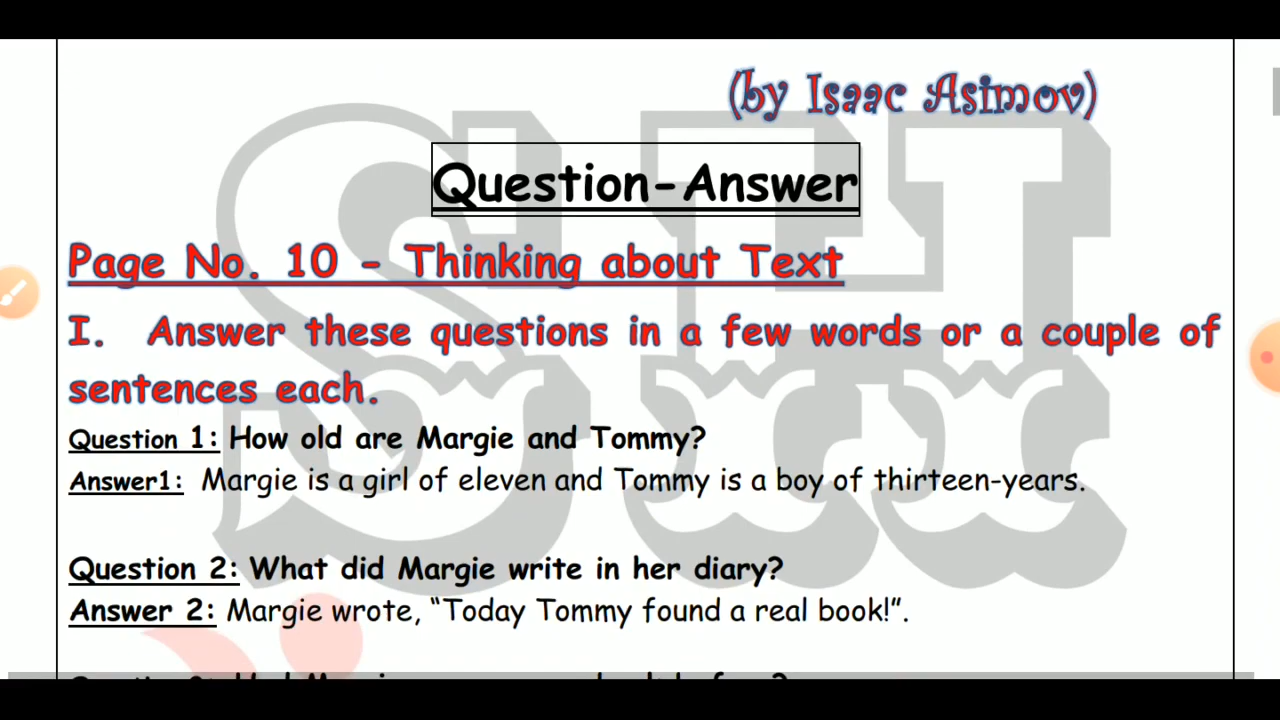 (by Isaac Asimov)
Question-Answer
Page No. 10 - Thinking about Text
I. Answer these questions in a few words or a couple of
sentences each.
Question 1: How old are Margie and Tommy?
Answer1: Margie is a girl of eleven and Tommy is a boy of thirteen-years.
Question 2: What did Margie write in her diary?
Answer 2: Margie wrote, “Today Tommy found a real book!”.